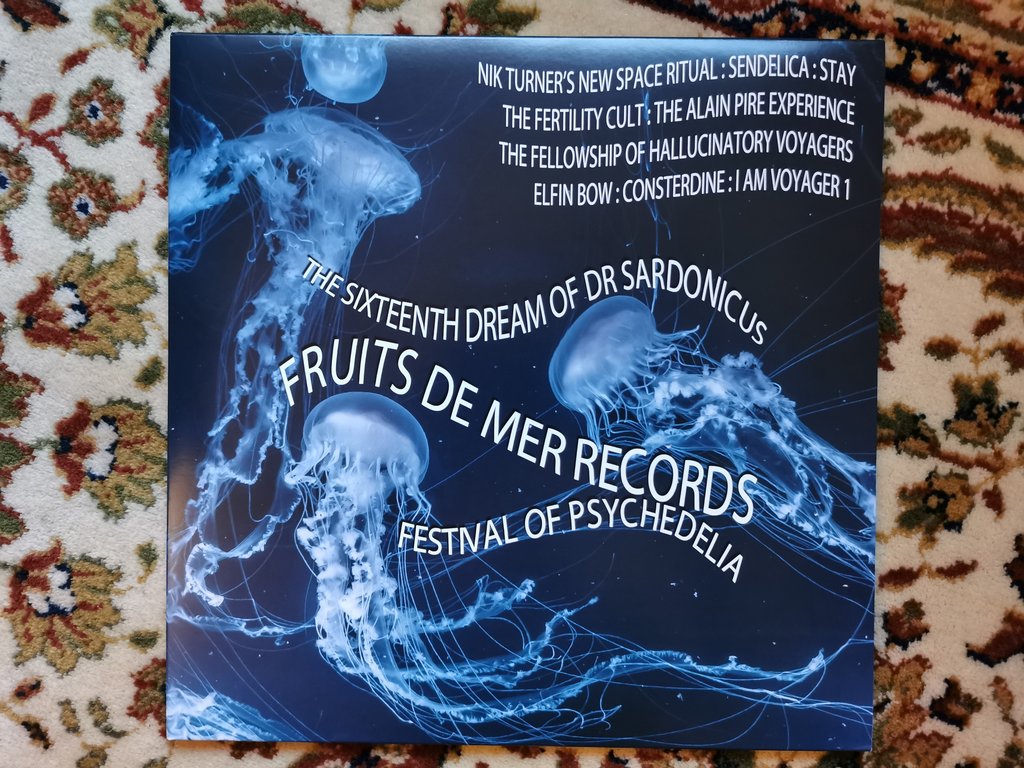 NIK TURNER'S NEW SPACE RITUAL : SENDELICA : STAY
THE FERTILITY CULT : THE ALAIN PIRE EXPERIENCE
THE FELLOWSHIP OF HALLUCINATORY VOYAGERS
ELFIN BOW : CONSTERDINE : I AM VOYAGER 1
THE SIXTEENTH DREAM OF DR SARDONICUS
FRUITS DE MER RECORDS
FESTIVAL OF PSYCHEDELIA